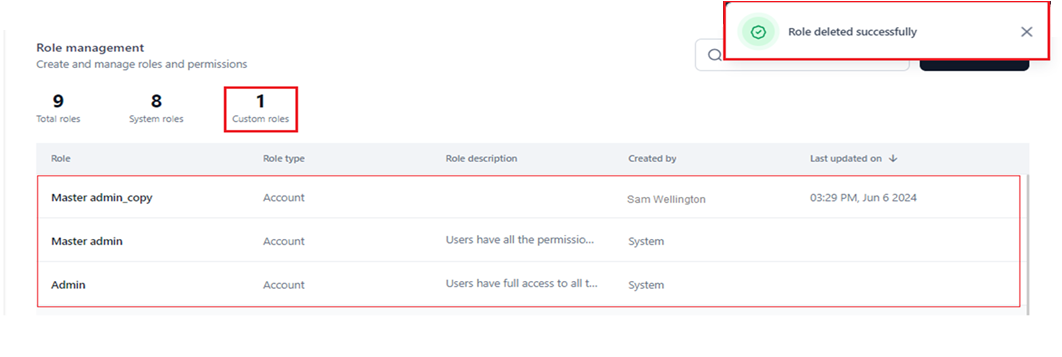 Role deleted successfully
Role management
Create and manage roles and permissions
9 8 1
Total roles System roles Custom roles
Role Role type Role description Created by Last updated on
Master admin_copy Account Sam Wellington 03:29 PM, Jun 6 2024
Master admin Account Users have all the permissio... System
Admin Account Users have full access to all t... System